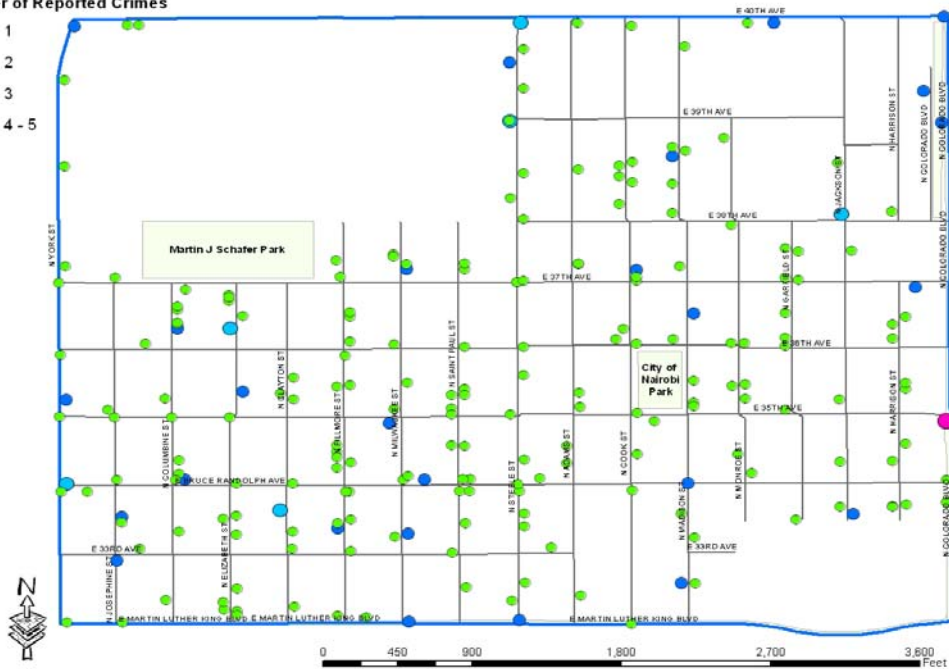 er of Reported Crimes
1
2
3
4 - 5
E 40TH AVE
E 39TH AVE
N HARRISON ST
N COLORADO BLVD
N COLORADO BLVD
N JACKSON ST
E 38TH AVE
N YORK ST
Martin J Schafer Park
E 37TH AVE
N GARFIELD ST
N COLORADO BLVD
E 36TH AVE
N SAINT PAUL ST
N CLAYTON ST
City of
Nairobi
Park
N FILLMORE ST
N MILWAUKEE ST
N HARRISON ST
E 35TH AVE
N COLUMBINE ST
N ADAMS ST
N COOK ST
N MONROE ST
E BRUCE RANDOLPH AVE
N STEELE ST
N MADISON ST
N ELIZABETH ST
N COLORADO BLVD
E 33RD AVE
E 33RD AVE
N JOSEPHINE ST
E MARTIN LUTHER KING BLVD
E MARTIN LUTHER KING BLVD
E MARTIN LUTHER KING BLVD
N
0 450 900 1,800 2,700 3,600
Feet